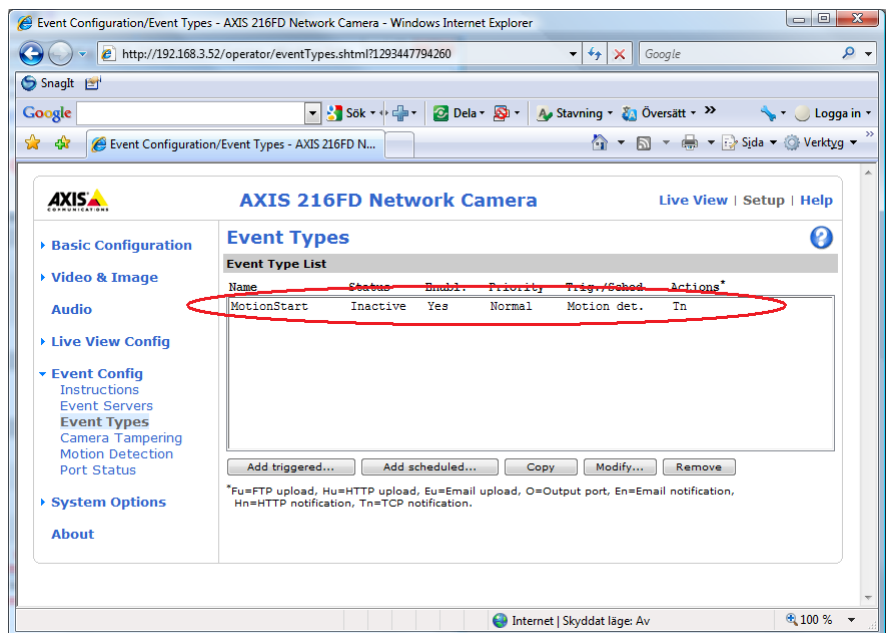 Event Configuration/Event Types - AXIS 216FD Network Camera - Windows Internet Explorer
http://192.168.3.52/operator/eventTypes.shtml?1293447794260
Google
SnagIt
Google
Sök
Dela
Stavning
Översätt
Logga in
Event Configuration/Event Types - AXIS 216FD N...
Sida
Verktyg
AXIS
COMMUNICATIONS
AXIS 216FD Network Camera
Live View | Setup | Help
Basic Configuration
Video & Image
Audio
Live View Config
Event Config
Instructions
Event Servers
Event Types
Camera Tampering
Motion Detection
Port Status
System Options
About
Event Types
Event Type List
Name Status Enabl. Priority Trig./Sched Actions*
MotionStart Inactive Yes Normal Motion det. Tn
Add triggered... Add scheduled... Copy Modify... Remove
*Fu=FTP upload, Hu=HTTP upload, Eu=Email upload, O=Output port, En=Email notification,
Hn=HTTP notification, Tn=TCP notification.
Internet | Skyddat läge: Av
100 %